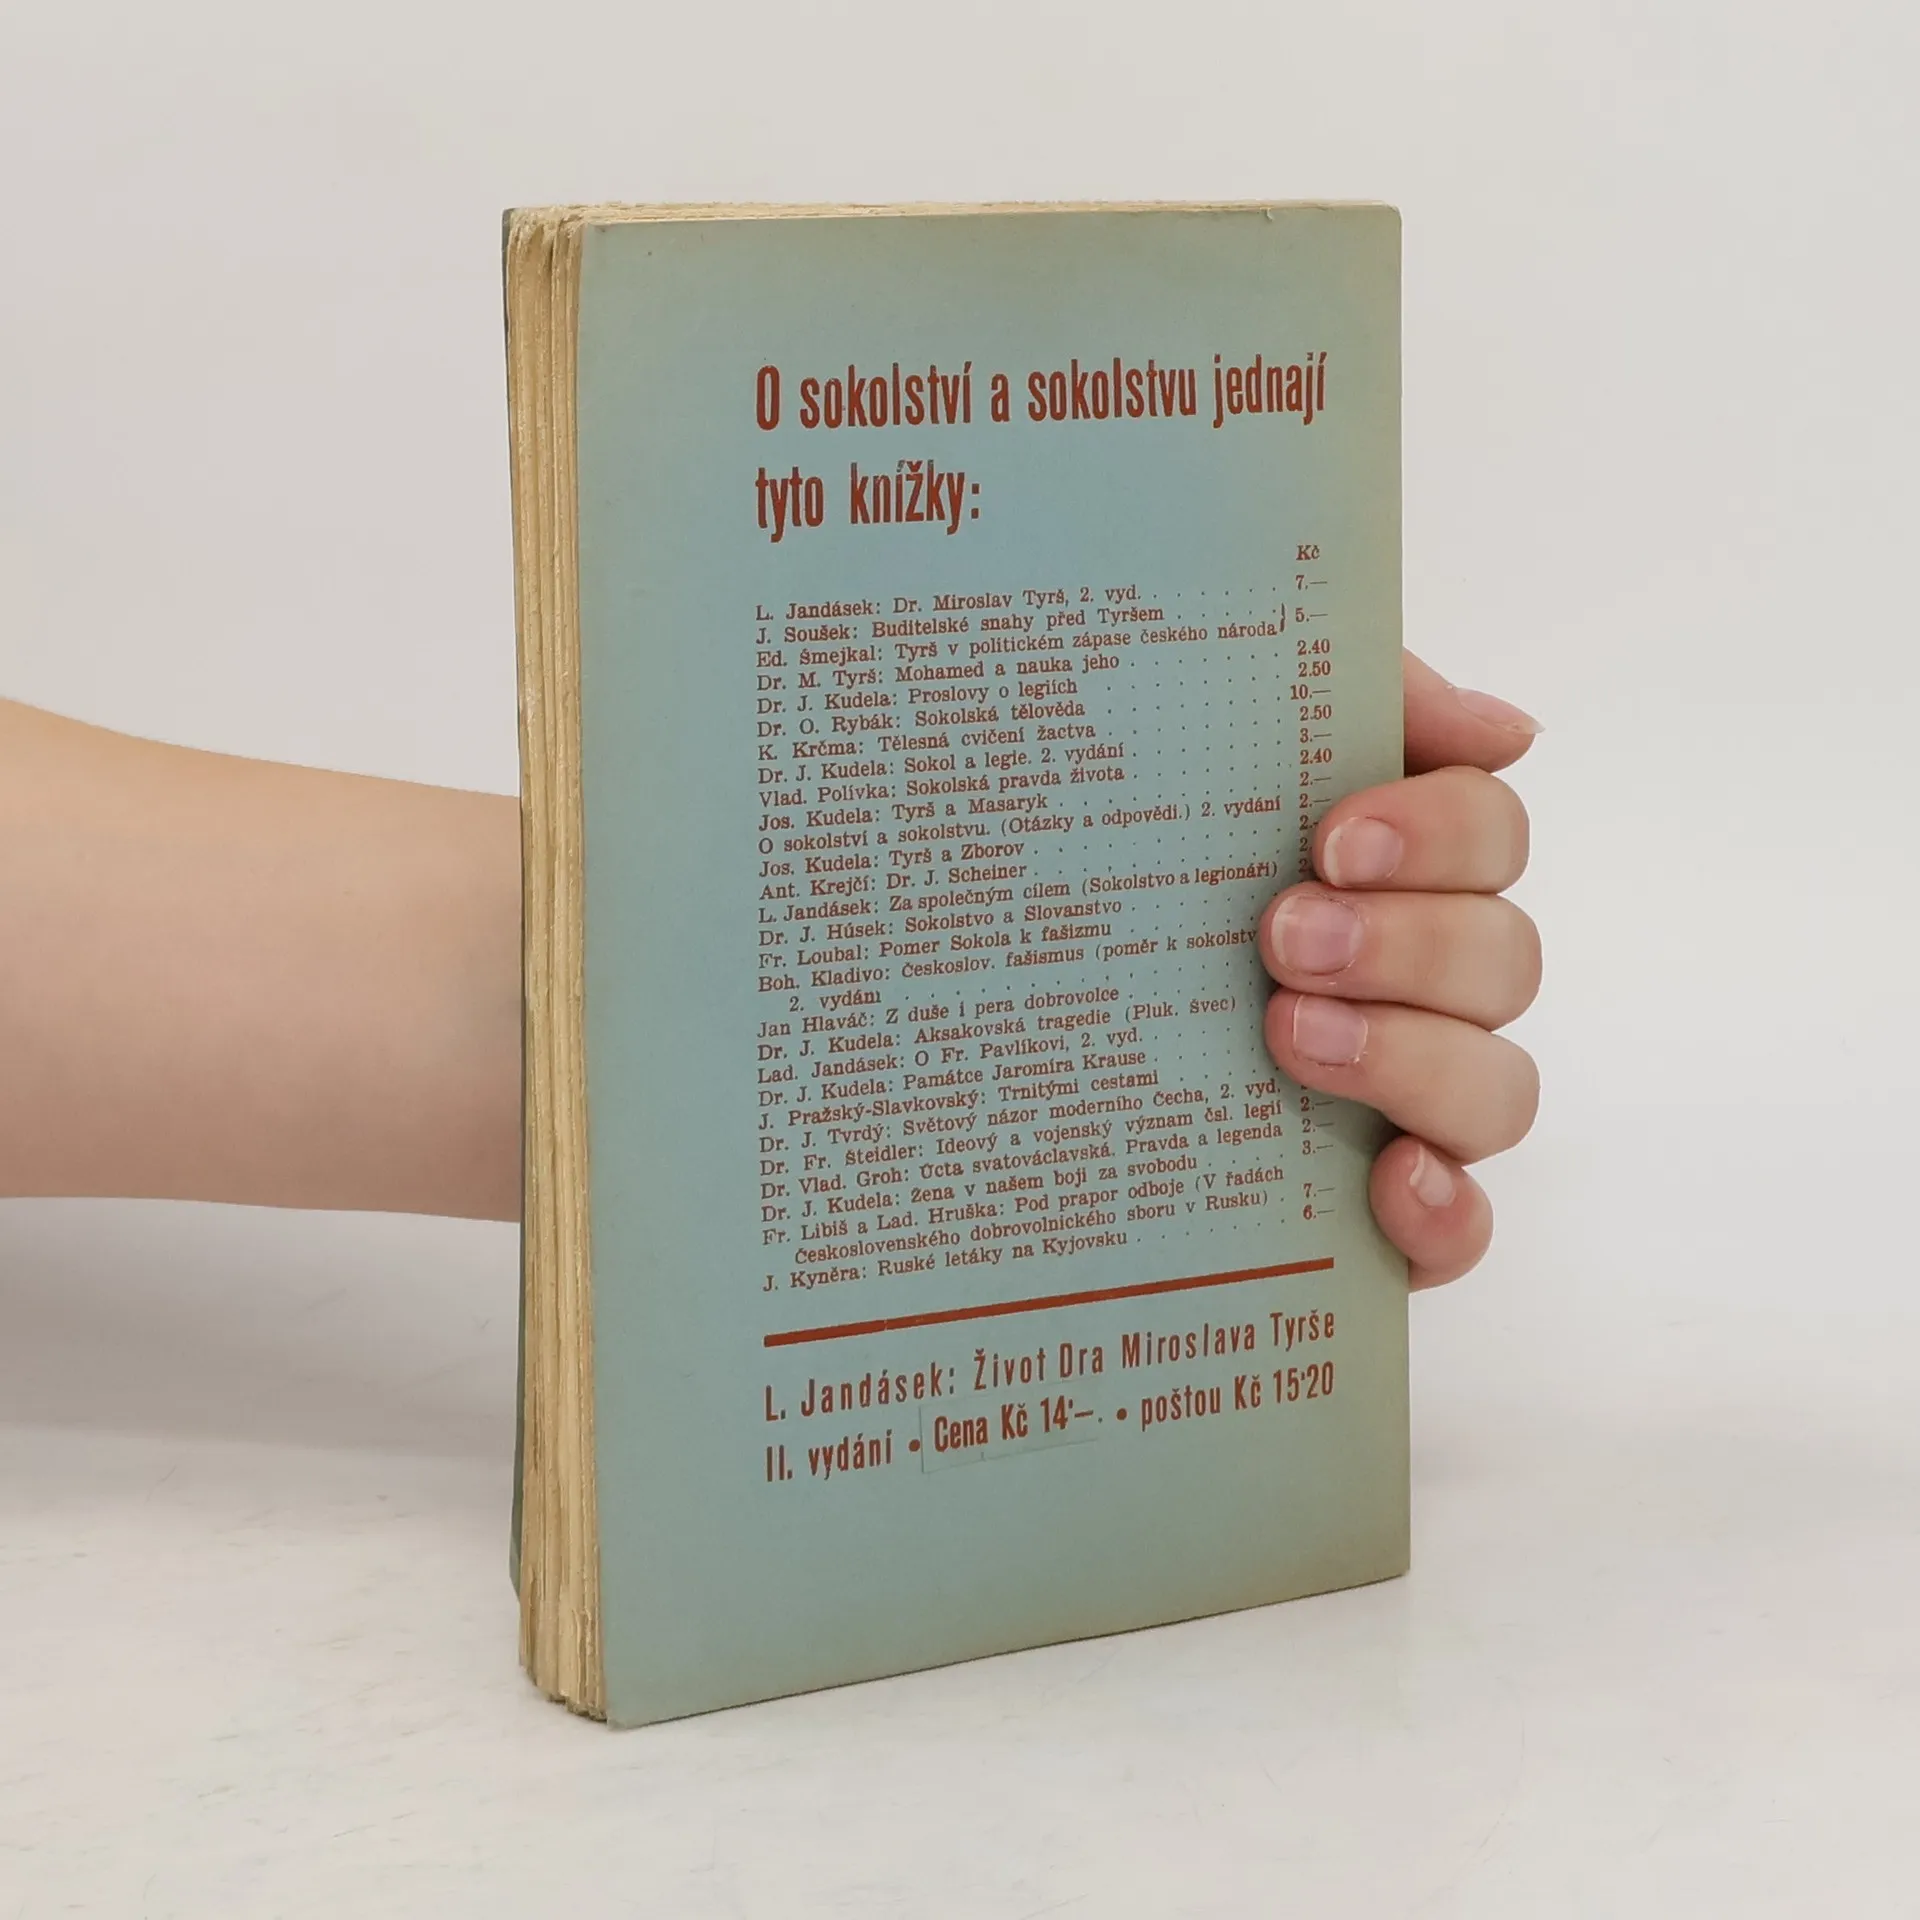 O sokolství a sokolstvu jednají
tyto knížky:
Kč
L. Jandásek: Dr. Miroslav Tyrš, 2. vyd. . . . . . . 7.—
J. Soušek: Buditelské snahy před Tyršem . . . . .
Ed. Šmejkal: Tyrš v politickém zápase českého národa } 5.—
Dr. M. Tyrš: Mohamed a nauka jeho . . . . . . . 2.40
Dr. J. Kudela: Proslovy o legiích . . . . . . . . 2.50
Dr. O. Rybák: Sokolská tělověda . . . . . . . . 10.—
K. Krčma: Tělesná cvičení žactva . . . . . . . . 2.50
Dr. J. Kudela: Sokol a legie. 2. vydání . . . . . . . 3.—
Vlad. Polívka: Sokolská pravda života . . . . . . . 2.40
Jos. Kudela: Tyrš a Masaryk . . . . . . . . . . 2.—
O sokolství a sokolstvu. (Otázky a odpovědi.) 2. vydání 2.—
Jos. Kudela: Tyrš a Zborov . . . . . . . . . . 2.—
Ant. Krejčí: Dr. J. Scheiner . . . . . . . . . . 2.
L. Jandásek: Za společným cílem (Sokolstvo a legionáři)
Dr. J. Húsek: Sokolstvo a Slovanstvo . . . . . .
Fr. Loubal: Pomer Sokola k fašizmu . . . . . .
Boh. Kladivo: Českoslov. fašismus (poměr k sokolstv
2. vydání . . . . . . . . . . . . .
Jan Hlaváč: Z duše i pera dobrovolce . . . . . .
Dr. J. Kudela: Aksakovská tragedie (Pluk. Švec) .
Lad. Jandásek: O Fr. Pavlíkovi, 2. vyd. . . . . .
Dr. J. Kudela: Památce Jaromíra Krause . . . . .
J. Pražský-Slavkovský: Trnitými cestami . . . . .
Dr. J. Tvrdý: Světový názor moderního Čecha, 2. vyd.
Dr. Fr. Šteidler: Ideový a vojenský význam čsl. legií 2.—
Dr. Vlad. Groh: Úcta svatováclavská. Pravda a legenda 2.—
Dr. J. Kudela: Žena v našem boji za svobodu . . . . 3.—
Fr. Libiš a Lad. Hruška: Pod prapor odboje (V řadách
Československého dobrovolnického sboru v Rusku) . 7.—
J. Kyněra: Ruské letáky na Kyjovsku . . . . . . . 6.—
L. Jandásek: Život Dra Miroslava Tyrše
II. vydání • Cena Kč 14'—. • poštou Kč 15'20